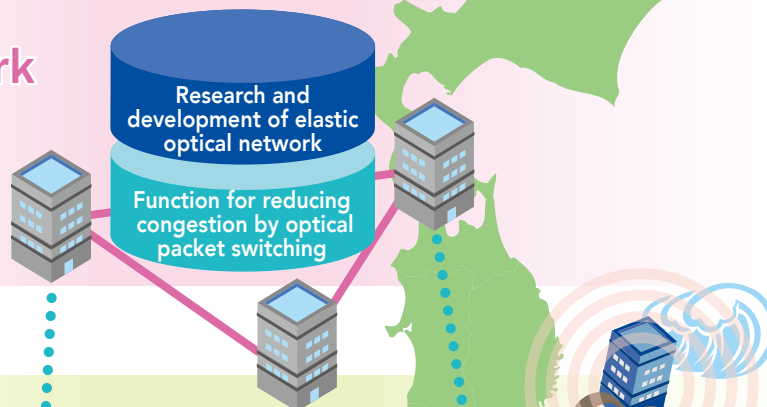 rk
Research and
development of elastic
optical network
Function for reducing
congestion by optical
packet switching